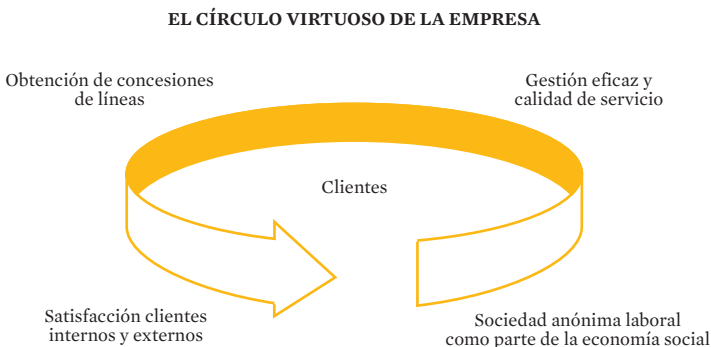 EL CÍRCULO VIRTUOSO DE LA EMPRESA
Obtención de concesiones
de líneas
Gestión eficaz y
calidad de servicio
Clientes
Satisfacción clientes
internos y externos
Sociedad anónima laboral
como parte de la economía social